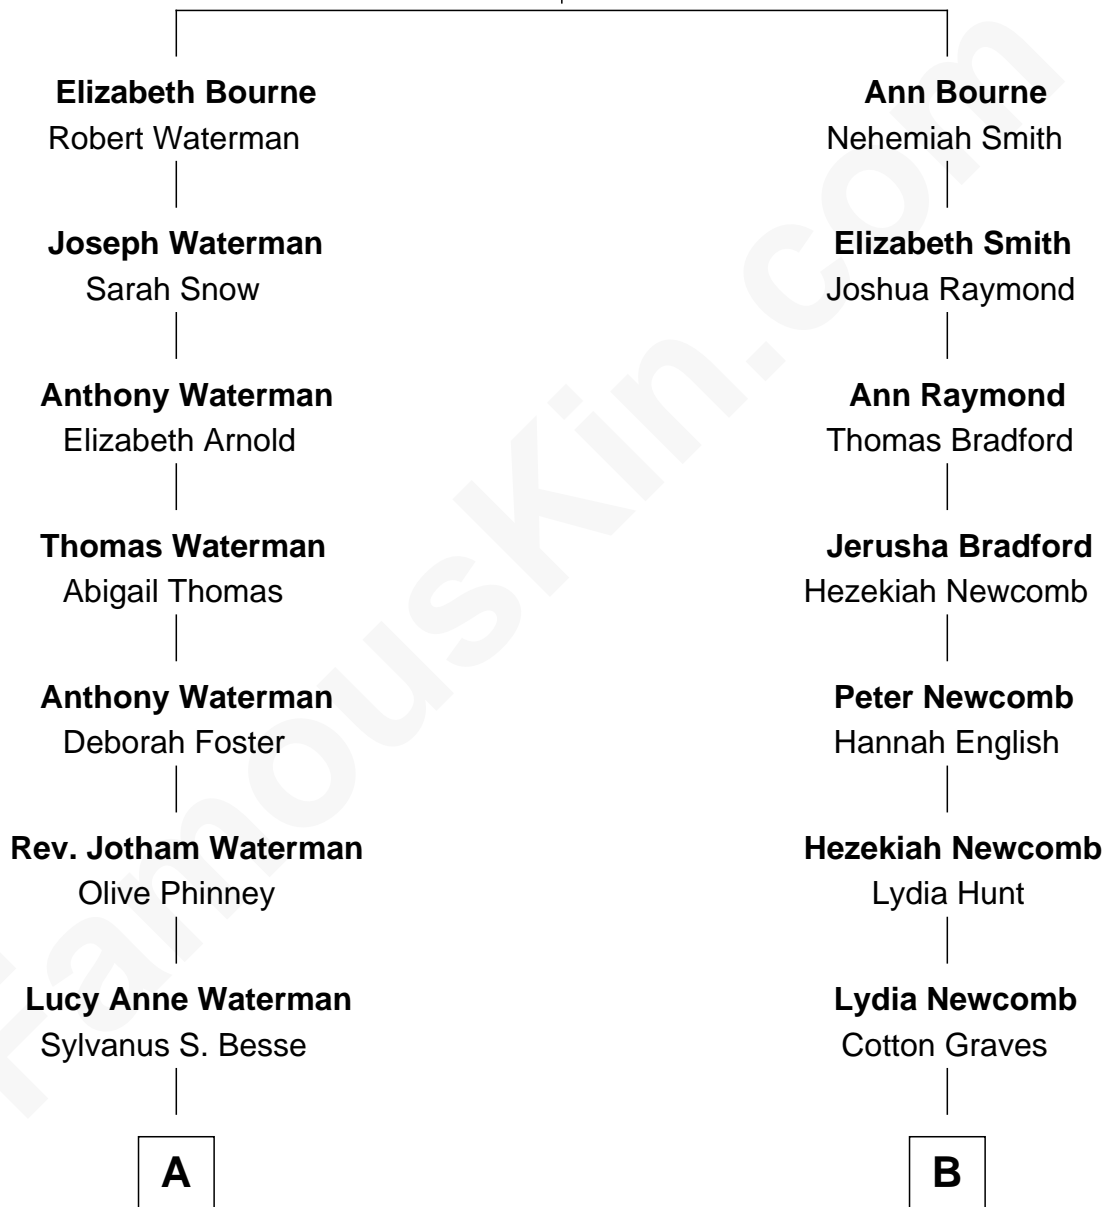 Elizabeth Bourne
Robert Waterman
Joseph Waterman
Sarah Snow
Anthony Waterman
Elizabeth Arnold
Thomas Waterman
Abigail Thomas
Anthony Waterman
Deborah Foster
Rev. Jotham Waterman
Olive Phinney
Lucy Anne Waterman
Sylvanus S. Besse
A
Ann Bourne
Nehemiah Smith
Elizabeth Smith
Joshua Raymond
Ann Raymond
Thomas Bradford
Jerusha Bradford
Hezekiah Newcomb
Peter Newcomb
Hannah English
Hezekiah Newcomb
Lydia Hunt
Lydia Newcomb
Cotton Graves
B
FamousKin.com